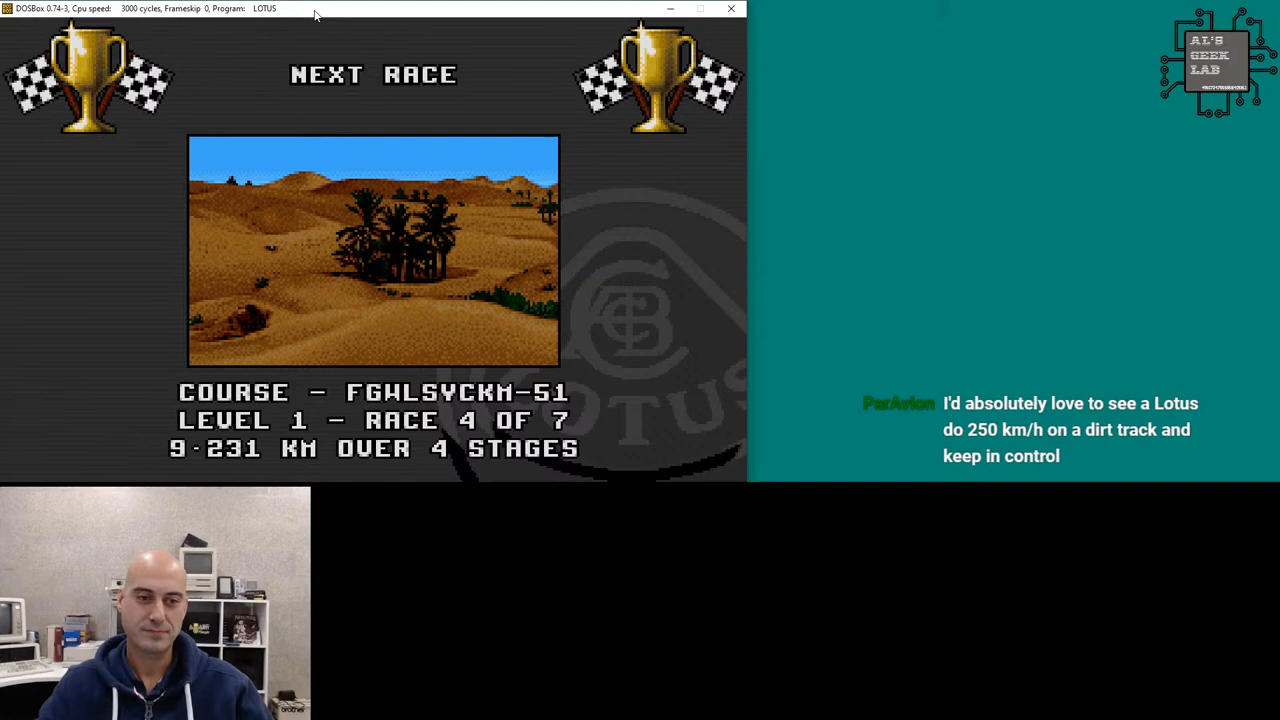 DOSBox 0.74-3, Cpu speed: 3000 cycles, Frameskip 0, Program: LOTUS
NEXT RACE
COURSE - FGWLSYCKM-51
LEVEL 1 - RACE 4 OF 7
9.231 KM OVER 4 STAGES
LOTUS
AL'S
GEEK
LAB
ParAvion I'd absolutely love to see a Lotus
do 250 km/h on a dirt track and
keep in control
brother